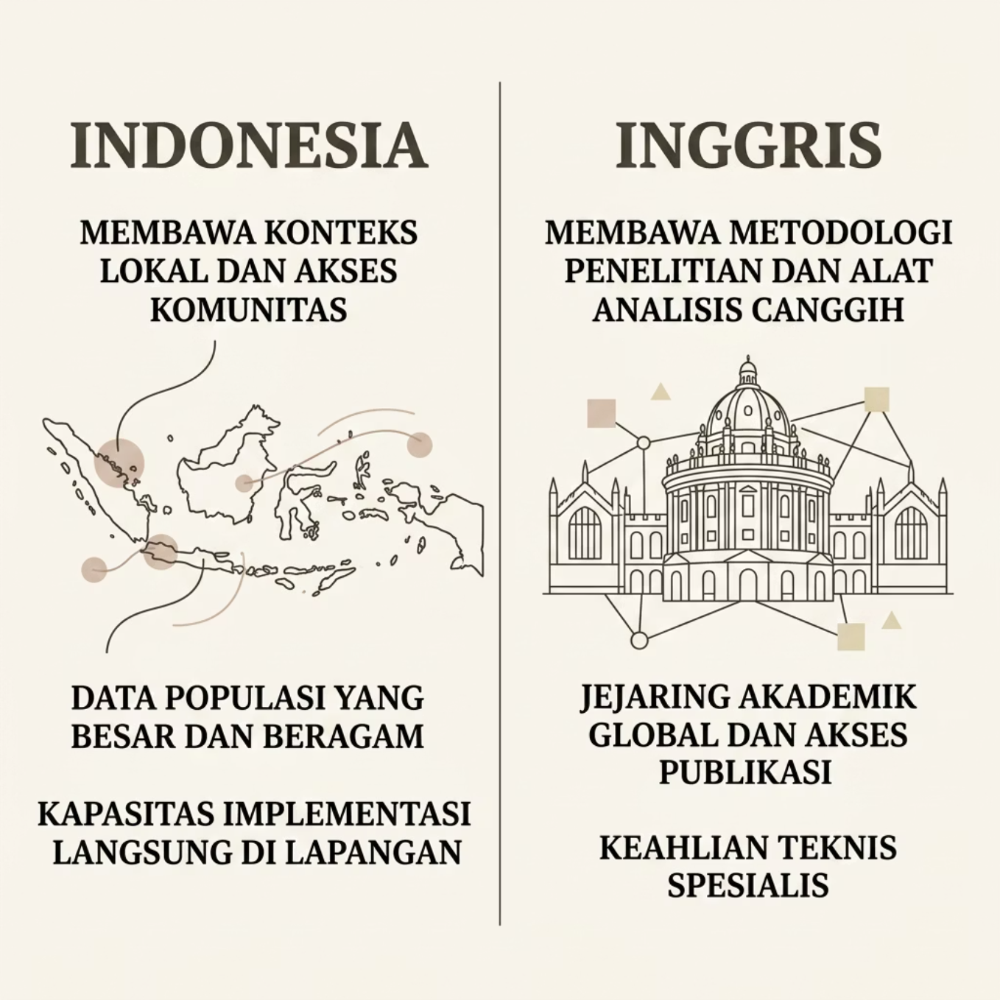 INDONESIA
MEMBAWA KONTEKS
LOKAL DAN AKSES
KOMUNITAS
DATA POPULASI YANG
BESAR DAN BERAGAM
KAPASITAS IMPLEMENTASI
LANGSUNG DI LAPANGAN
INGGRIS
MEMBAWA METODOLOGI
PENELITIAN DAN ALAT
ANALISIS CANGGIH
JEJARING AKADEMIK
GLOBAL DAN AKSES
PUBLIKASI
KEAHLIAN TEKNIS
SPESIALIS